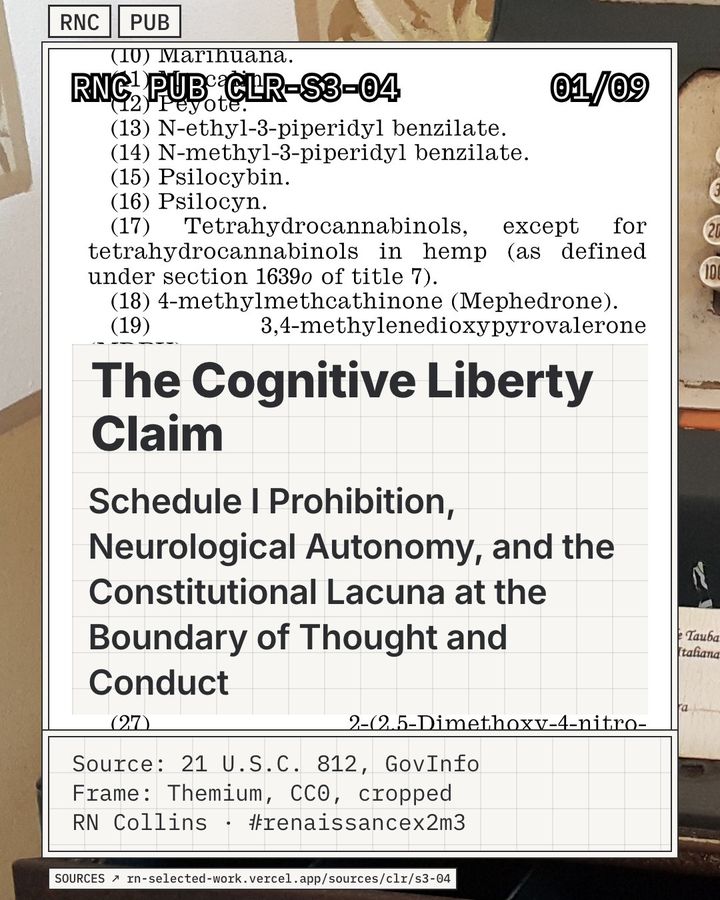 RNC PUB
(10) Marihuana.
RNC PUB CLR-S3-04 01/09
(12) Peyote.
(13) N-ethyl-3-piperidyl benzilate.
(14) N-methyl-3-piperidyl benzilate.
(15) Psilocybin.
(16) Psilocyn.
(17) Tetrahydrocannabinols, except for
tetrahydrocannabinols in hemp (as defined
under section 1639o of title 7).
(18) 4-methylmethcathinone (Mephedrone).
(19) 3,4-methylenedioxypyrovalerone
The Cognitive Liberty
Claim
Schedule I Prohibition,
Neurological Autonomy, and the
Constitutional Lacuna at the
Boundary of Thought and
Conduct
(27) 2-(2,5-Dimethoxy-4-nitro-
Source: 21 U.S.C. 812, GovInfo
Frame: Themium, CC0, cropped
RN Collins · #renaissancex2m3
SOURCES ↗ rn-selected-work.vercel.app/sources/clr/s3-04